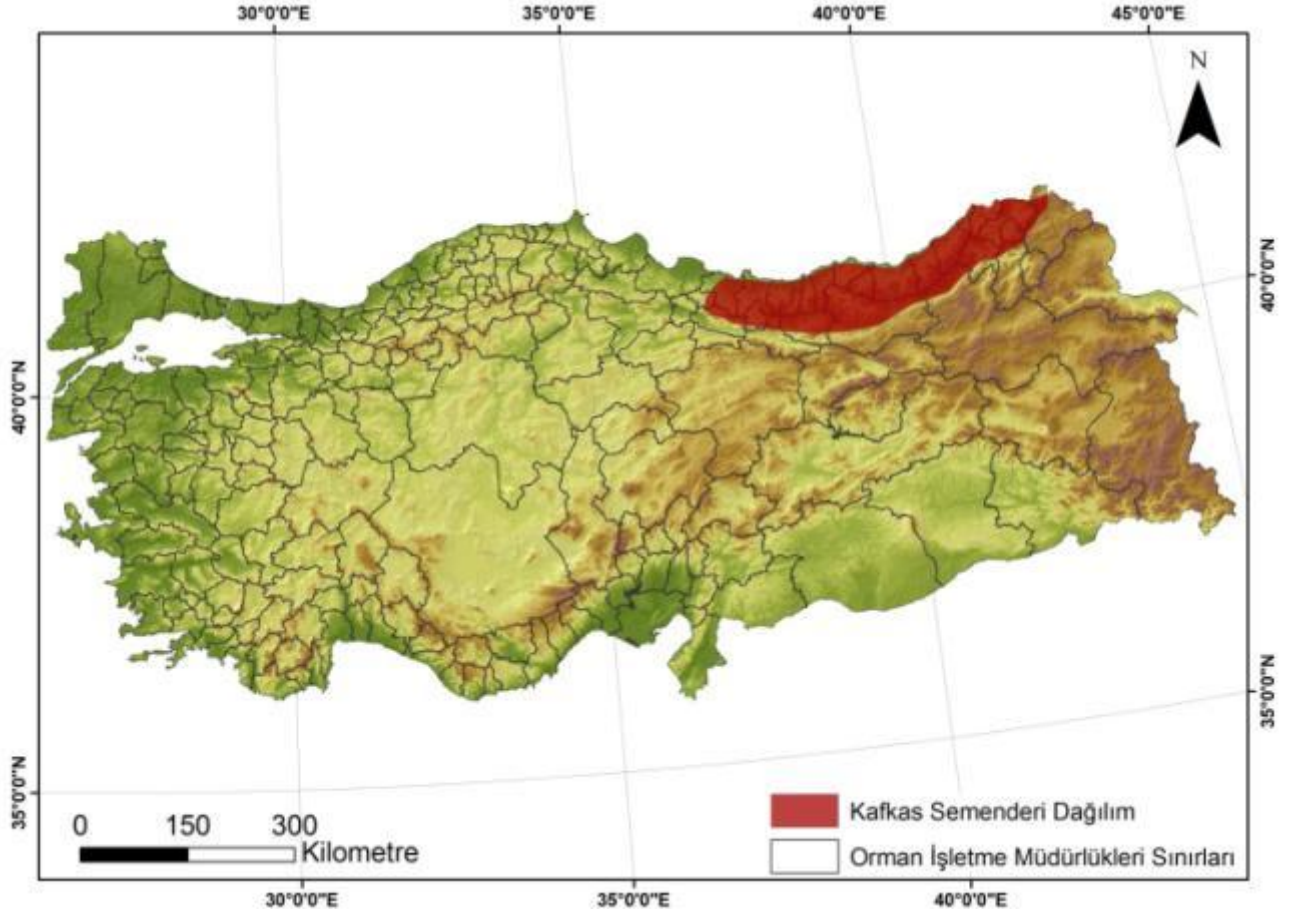 30°0'0"E
35°0'0"E
40°0'0"E
45°0'0"E
N
40°0'0"N
40°0'0"N
35°0'0"N
35°0'0"N
0 150 300
Kilometre
Kafkas Semenderi Dağılım
Orman İşletme Müdürlükleri Sınırları
30°0'0"E
35°0'0"E
40°0'0"E